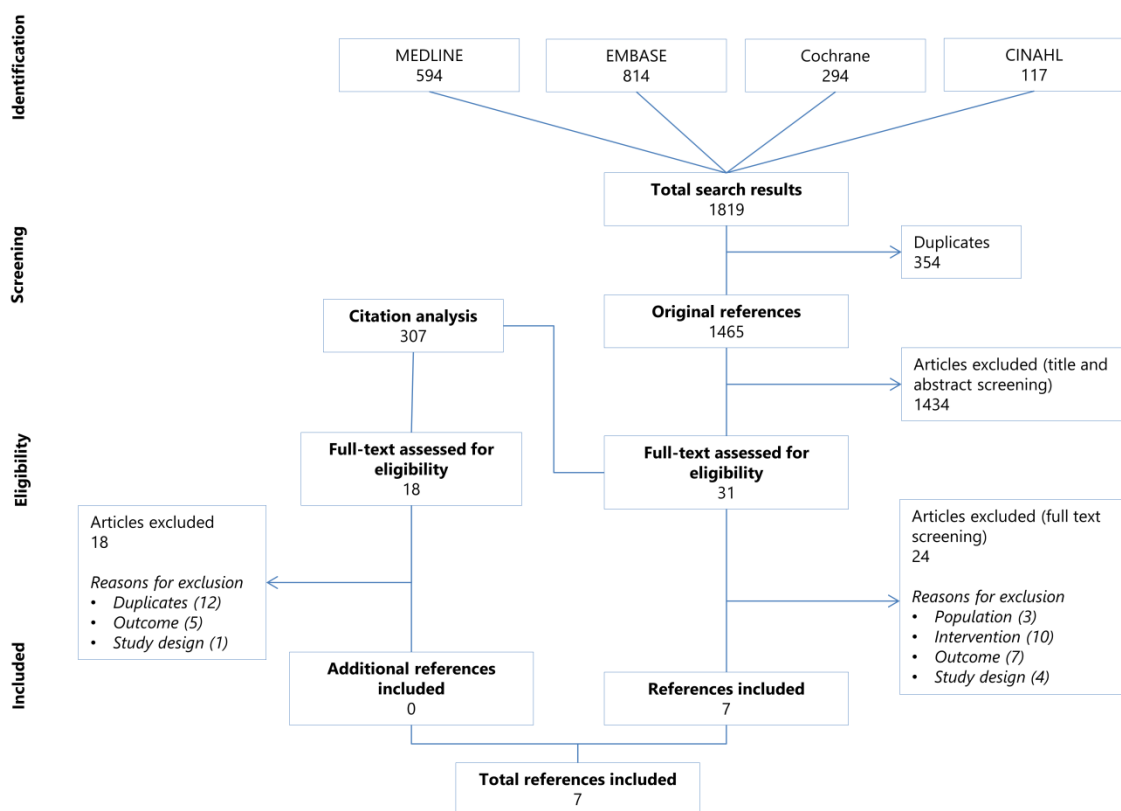 Identification
MEDLINE
594
EMBASE
814
Cochrane
294
CINAHL
117
Total search results
1819
Screening
Duplicates
354
Citation analysis
307
Original references
1465
Articles excluded (title and
abstract screening)
1434
Eligibility
Full-text assessed for
eligibility
18
Full-text assessed for
eligibility
31
Articles excluded
18
Reasons for exclusion
• Duplicates (12)
• Outcome (5)
• Study design (1)
Articles excluded (full text
screening)
24
Reasons for exclusion
• Population (3)
• Intervention (10)
• Outcome (7)
• Study design (4)
Included
Additional references
included
0
References included
7
Total references included
7